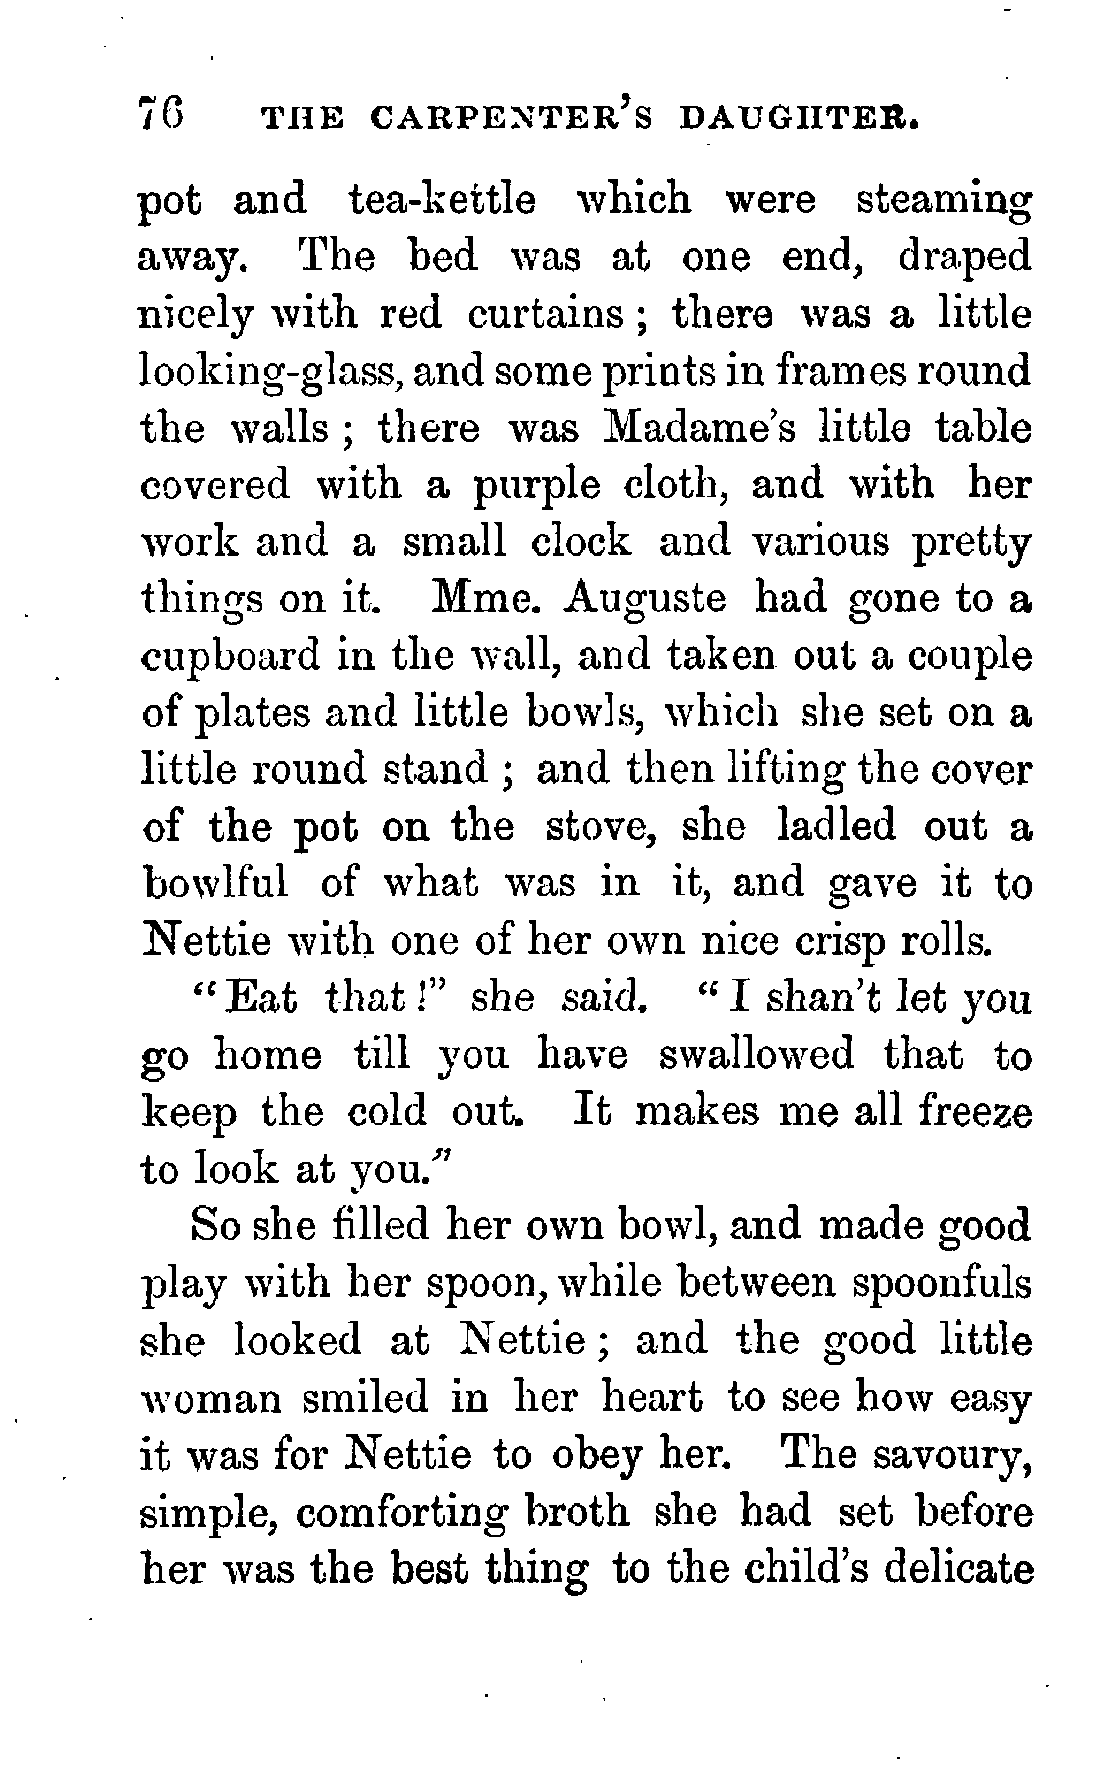 76 THE CARPENTER'S DAUGHTER.
pot and tea-kettle which were steaming
away. The bed was at one end, draped
nicely with red curtains ; there was a little
looking-glass, and some prints in frames round
the walls ; there was Madame's little table
covered with a purple cloth, and with her
work and a small clock and various pretty
things on it. Mme. Auguste had gone to a
cupboard in the wall, and taken out a couple
of plates and little bowls, which she set on a
little round stand ; and then lifting the cover
of the pot on the stove, she ladled out a
bowlful of what was in it, and gave it to
Nettie with one of her own nice crisp rolls.
“Eat that !” she said. “ I shan't let you
go home till you have swallowed that to
keep the cold out. It makes me all freeze
to look at you.”
So she filled her own bowl, and made good
play with her spoon, while between spoonfuls
she looked at Nettie ; and the good little
woman smiled in her heart to see how easy
it was for Nettie to obey her. The savoury,
simple, comforting broth she had set before
her was the best thing to the child's delicate